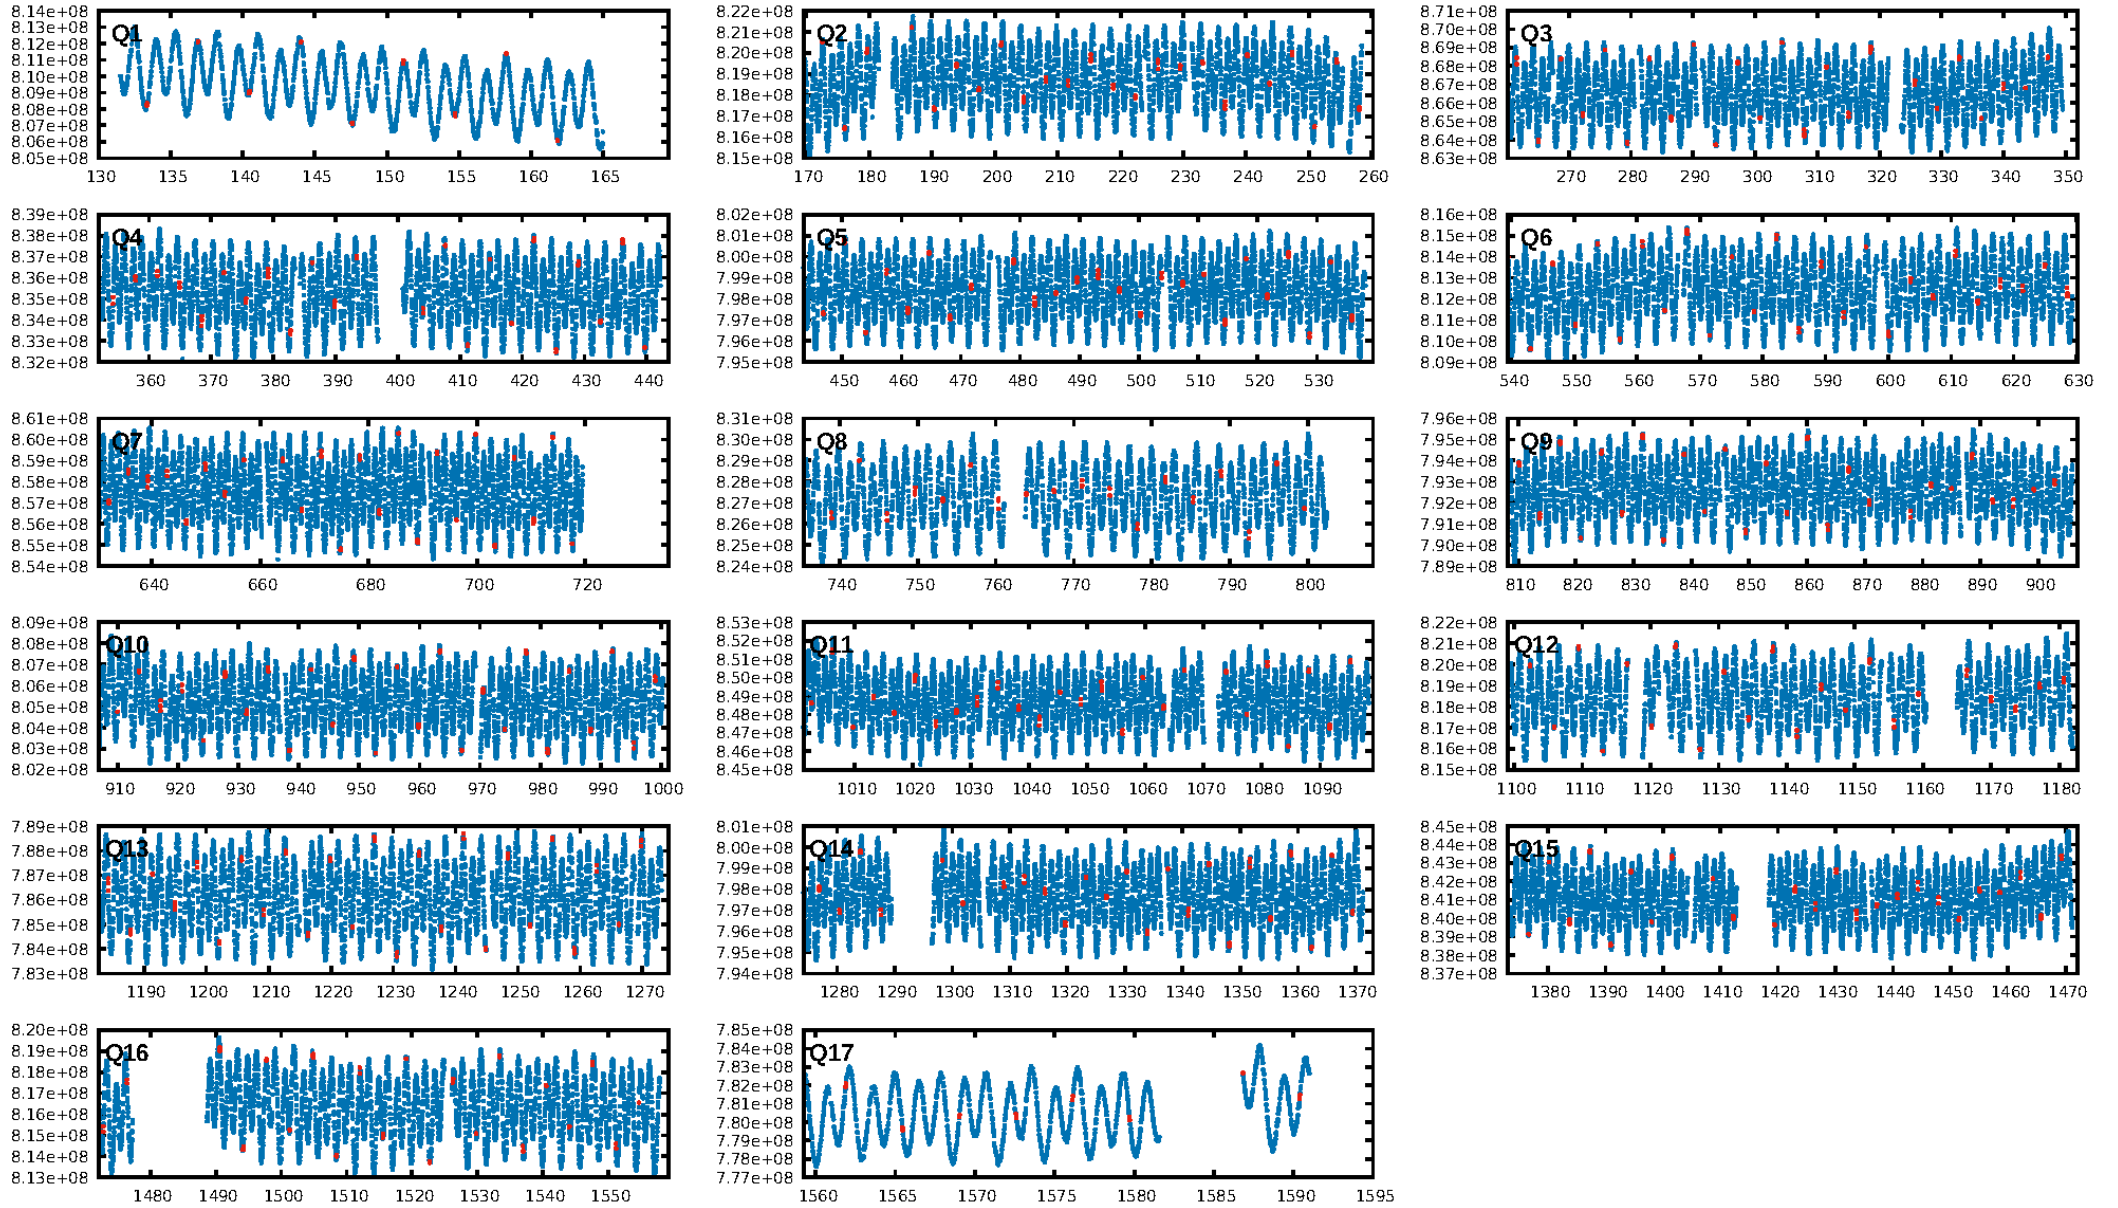 8.14e+08 8.13e+08 8.12e+08 8.11e+08 8.10e+08 8.09e+08 8.08e+08 8.07e+08 8.06e+08 8.05e+08
Q1
130 135 140 145 150 155 160 165
8.22e+08 8.21e+08 8.20e+08 8.19e+08 8.18e+08 8.17e+08 8.16e+08 8.15e+08
Q2
170 180 190 200 210 220 230 240 250 260
8.71e+08 8.70e+08 8.69e+08 8.68e+08 8.67e+08 8.66e+08 8.65e+08 8.64e+08 8.63e+08
Q3
270 280 290 300 310 320 330 340 350
8.39e+08 8.38e+08 8.37e+08 8.36e+08 8.35e+08 8.34e+08 8.33e+08 8.32e+08
Q4
360 370 380 390 400 410 420 430 440
8.02e+08 8.01e+08 8.00e+08 7.99e+08 7.98e+08 7.97e+08 7.96e+08 7.95e+08
Q5
450 460 470 480 490 500 510 520 530
8.16e+08 8.15e+08 8.14e+08 8.13e+08 8.12e+08 8.11e+08 8.10e+08 8.09e+08
Q6
540 550 560 570 580 590 600 610 620 630
8.61e+08 8.60e+08 8.59e+08 8.58e+08 8.57e+08 8.56e+08 8.55e+08 8.54e+08
Q7
640 660 680 700 720
8.31e+08 8.30e+08 8.29e+08 8.28e+08 8.27e+08 8.26e+08 8.25e+08 8.24e+08
Q8
740 750 760 770 780 790 800
7.96e+08 7.95e+08 7.94e+08 7.93e+08 7.92e+08 7.91e+08 7.90e+08 7.89e+08
Q9
810 820 830 840 850 860 870 880 890 900
8.09e+08 8.08e+08 8.07e+08 8.06e+08 8.05e+08 8.04e+08 8.03e+08 8.02e+08
Q10
910 920 930 940 950 960 970 980 990 1000
8.53e+08 8.52e+08 8.51e+08 8.50e+08 8.49e+08 8.48e+08 8.47e+08 8.46e+08 8.45e+08
Q11
1010 1020 1030 1040 1050 1060 1070 1080 1090
8.22e+08 8.21e+08 8.20e+08 8.19e+08 8.18e+08 8.17e+08 8.16e+08 8.15e+08
Q12
1100 1110 1120 1130 1140 1150 1160 1170 1180
7.89e+08 7.88e+08 7.87e+08 7.86e+08 7.85e+08 7.84e+08 7.83e+08
Q13
1190 1200 1210 1220 1230 1240 1250 1260 1270
8.01e+08 8.00e+08 7.99e+08 7.98e+08 7.97e+08 7.96e+08 7.95e+08 7.94e+08
Q14
1280 1290 1300 1310 1320 1330 1340 1350 1360 1370
8.45e+08 8.44e+08 8.43e+08 8.42e+08 8.41e+08 8.40e+08 8.39e+08 8.38e+08 8.37e+08
Q15
1380 1390 1400 1410 1420 1430 1440 1450 1460 1470
8.20e+08 8.19e+08 8.18e+08 8.17e+08 8.16e+08 8.15e+08 8.14e+08 8.13e+08
Q16
1480 1490 1500 1510 1520 1530 1540 1550
7.85e+08 7.84e+08 7.83e+08 7.82e+08 7.81e+08 7.80e+08 7.79e+08 7.78e+08 7.77e+08
Q17
1560 1565 1570 1575 1580 1585 1590 1595